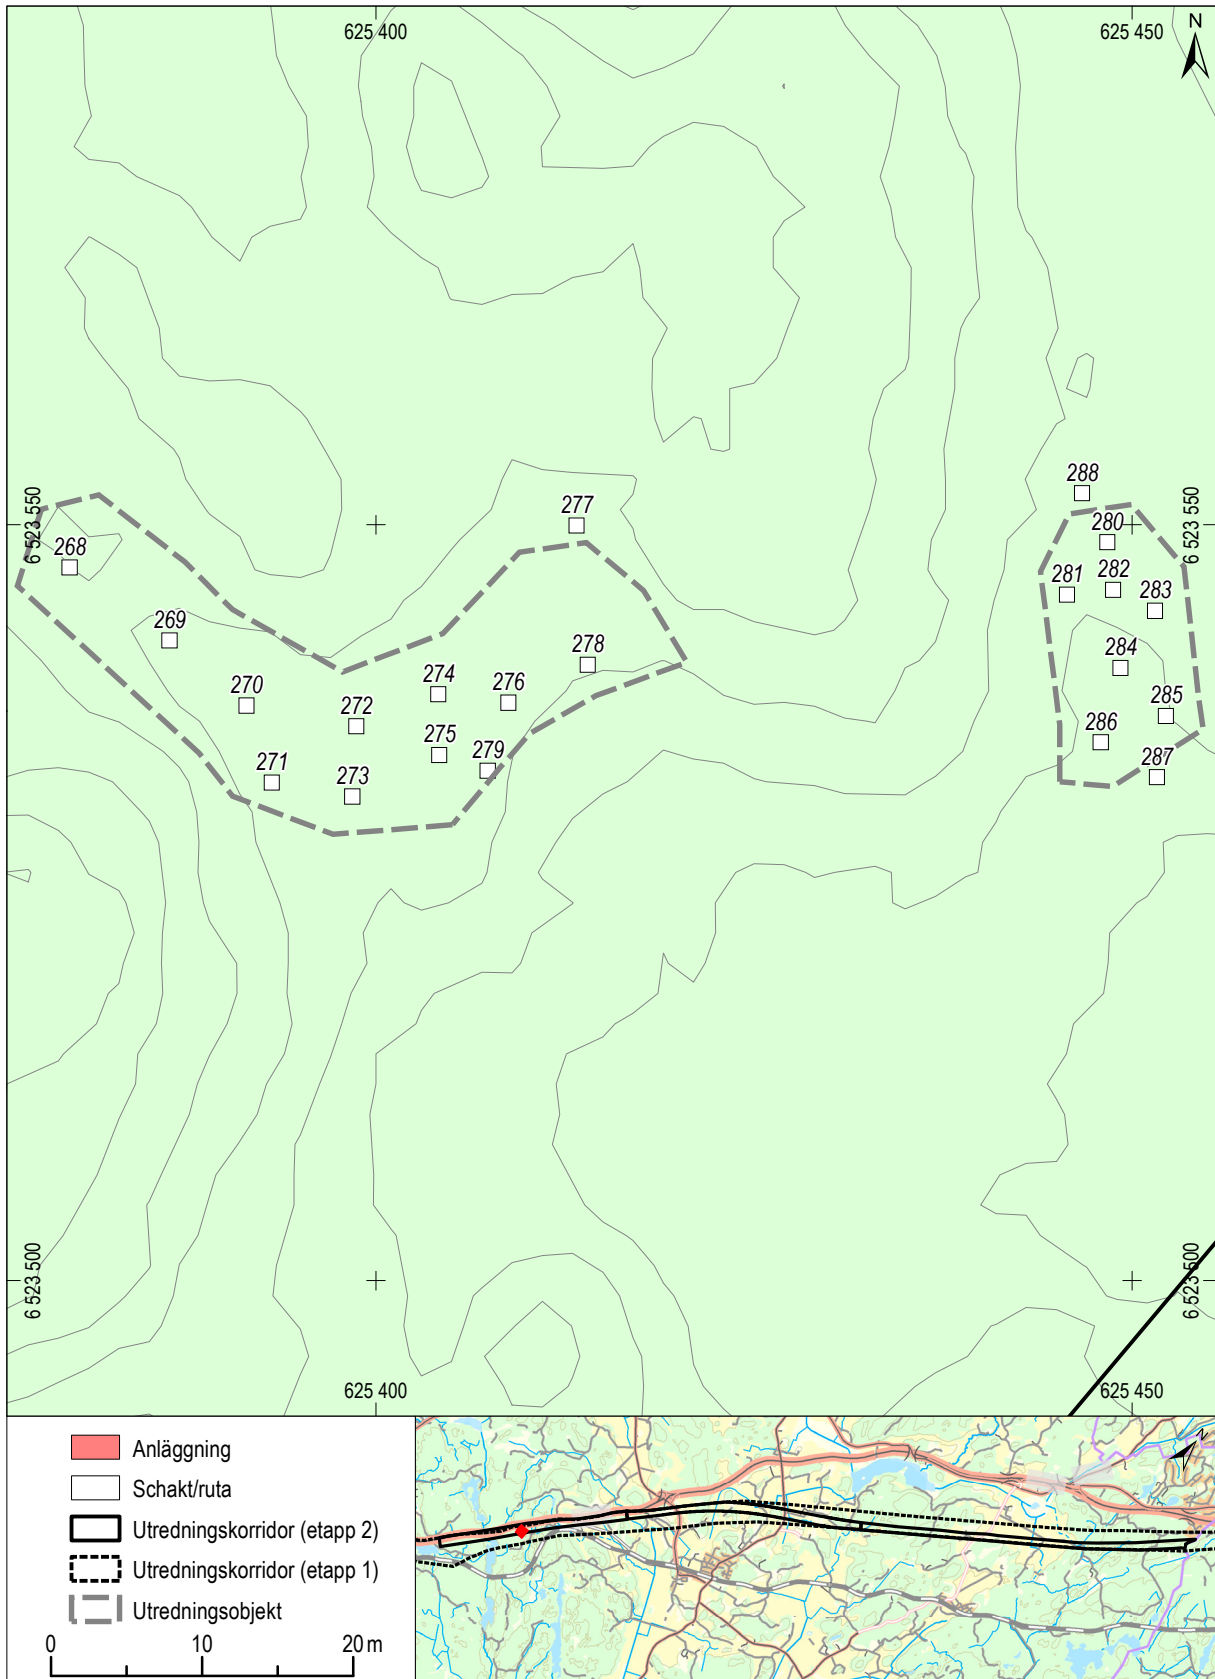 625 400
625 450
N
6 523 550
6 523 550
288
277
280
268
282
281
283
269
278
284
274
270
276
285
272
286
275
279
287
271
273
6 523 500
6 523 500
625 400
625 450
Anläggning
Schakt/ruta
Utredningskorridor (etapp 2)
Utredningskorridor (etapp 1)
Utredningsobjekt
0 10 20 m
N